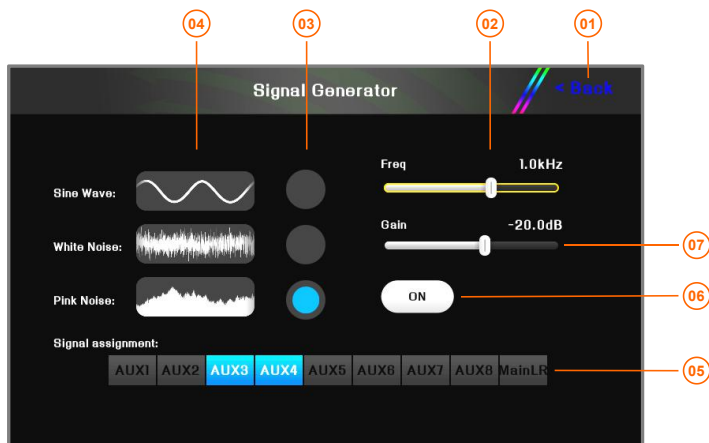 04 03 02 01
Signal Generator
< Back
Freq 1.0kHz
Sine Wave:
Gain -20.0dB
White Noise:
07
Pink Noise:
ON
06
Signal assignment:
AUX1 AUX2 AUX3 AUX4 AUX5 AUX6 AUX7 AUX8 MainLR
05